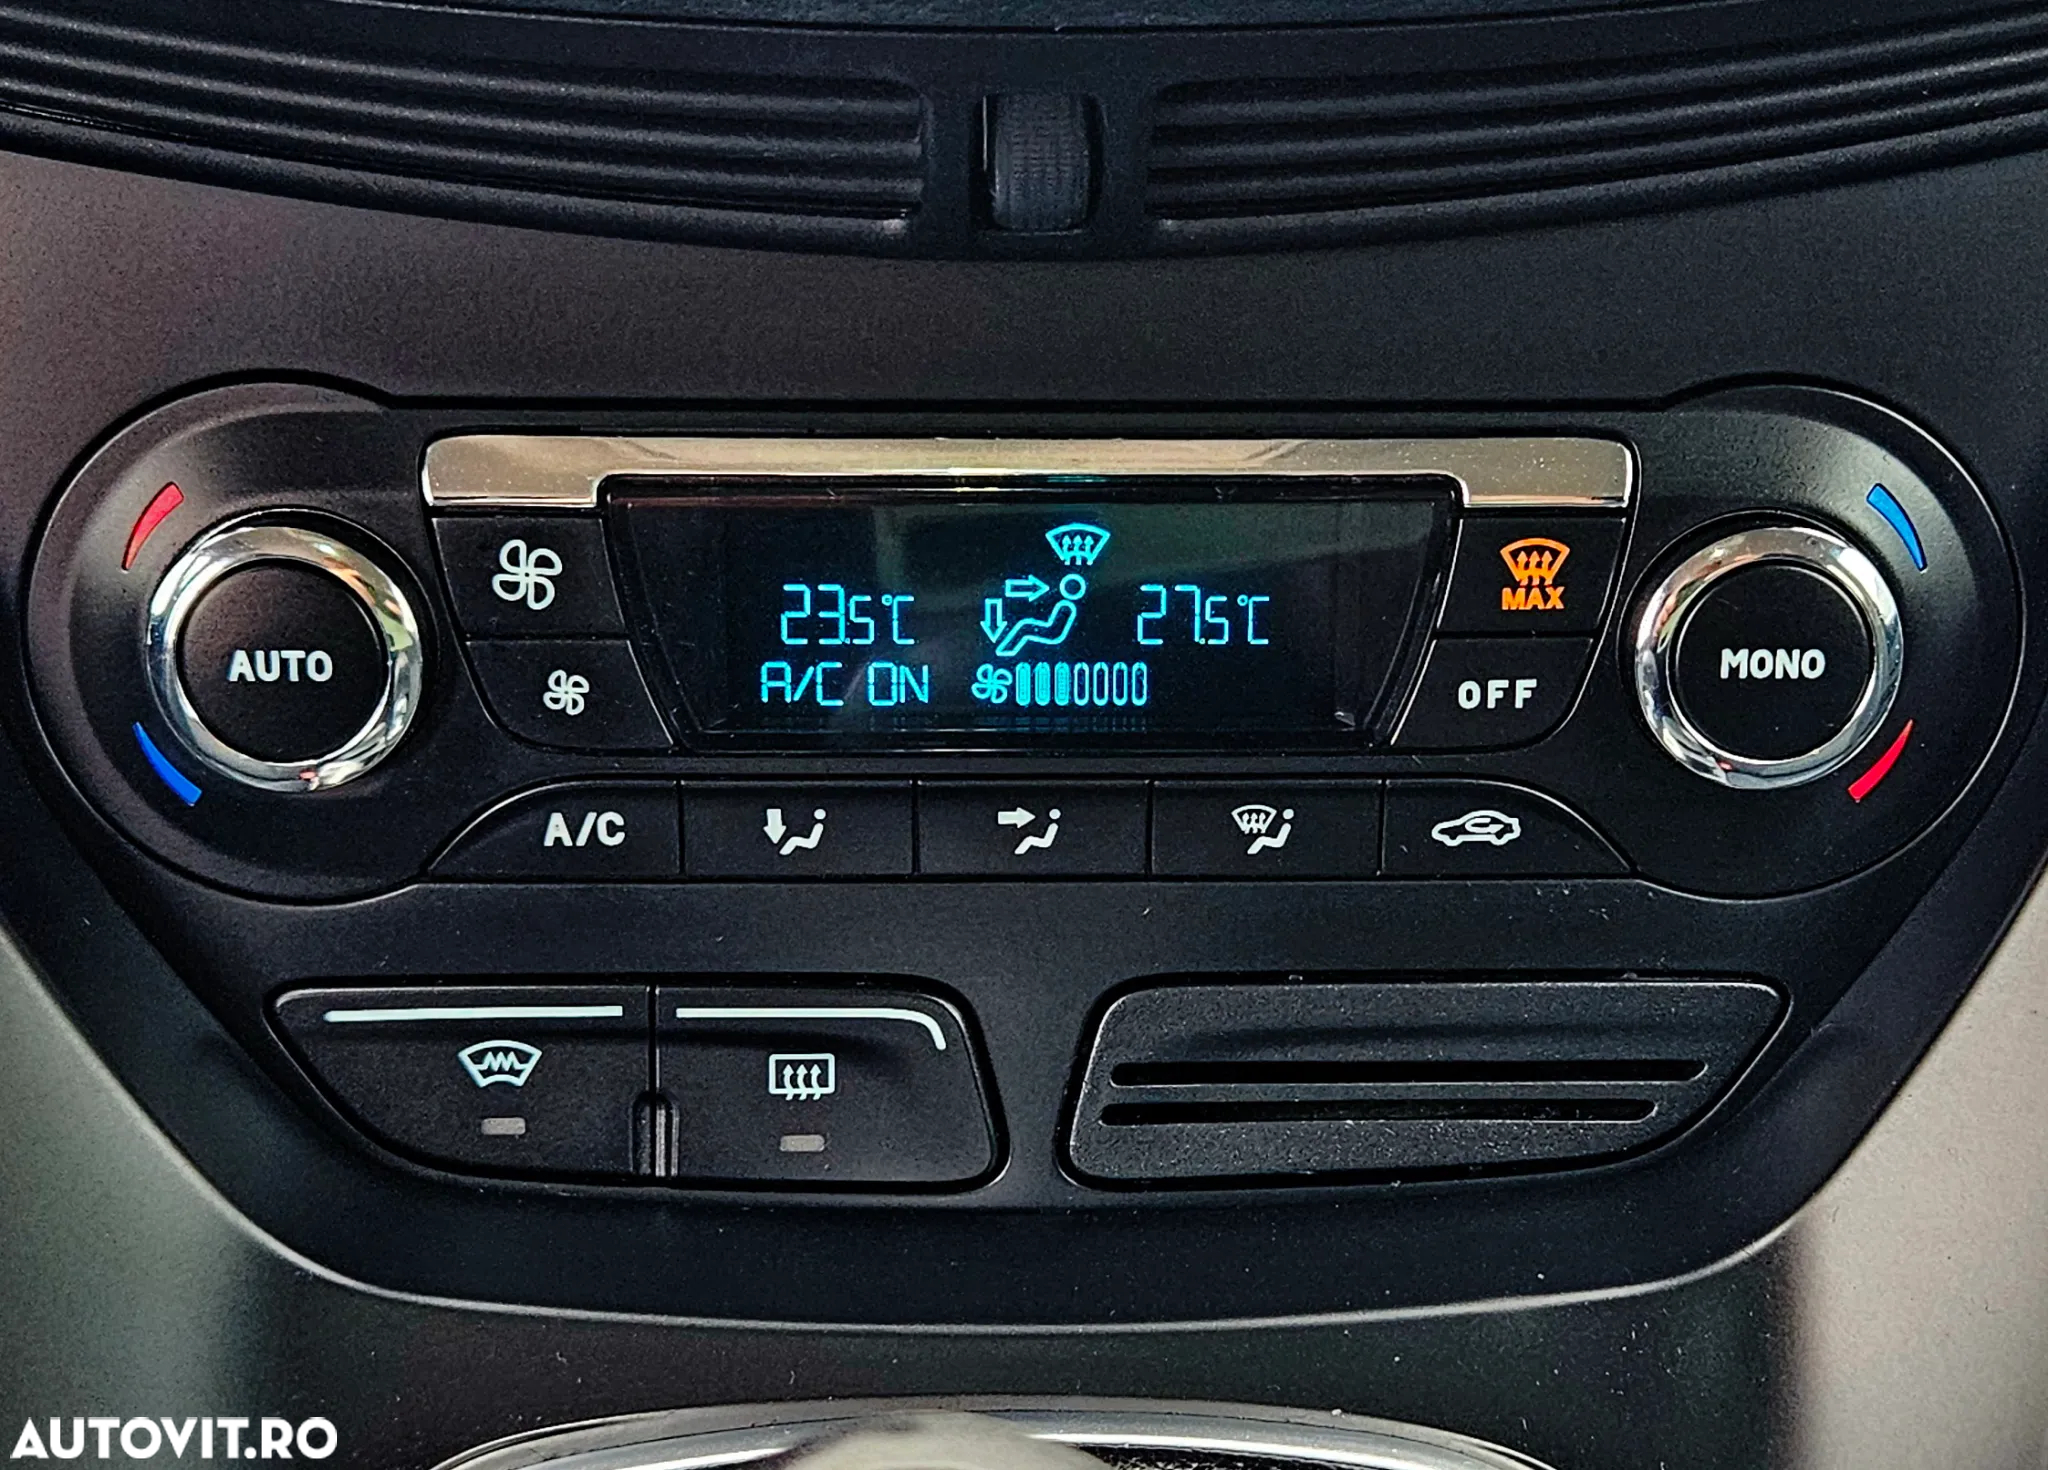 23.5°C 27.5°C
A/C ON
MAX
AUTO
MONO
OFF
A/C
AUTOVIT.RO